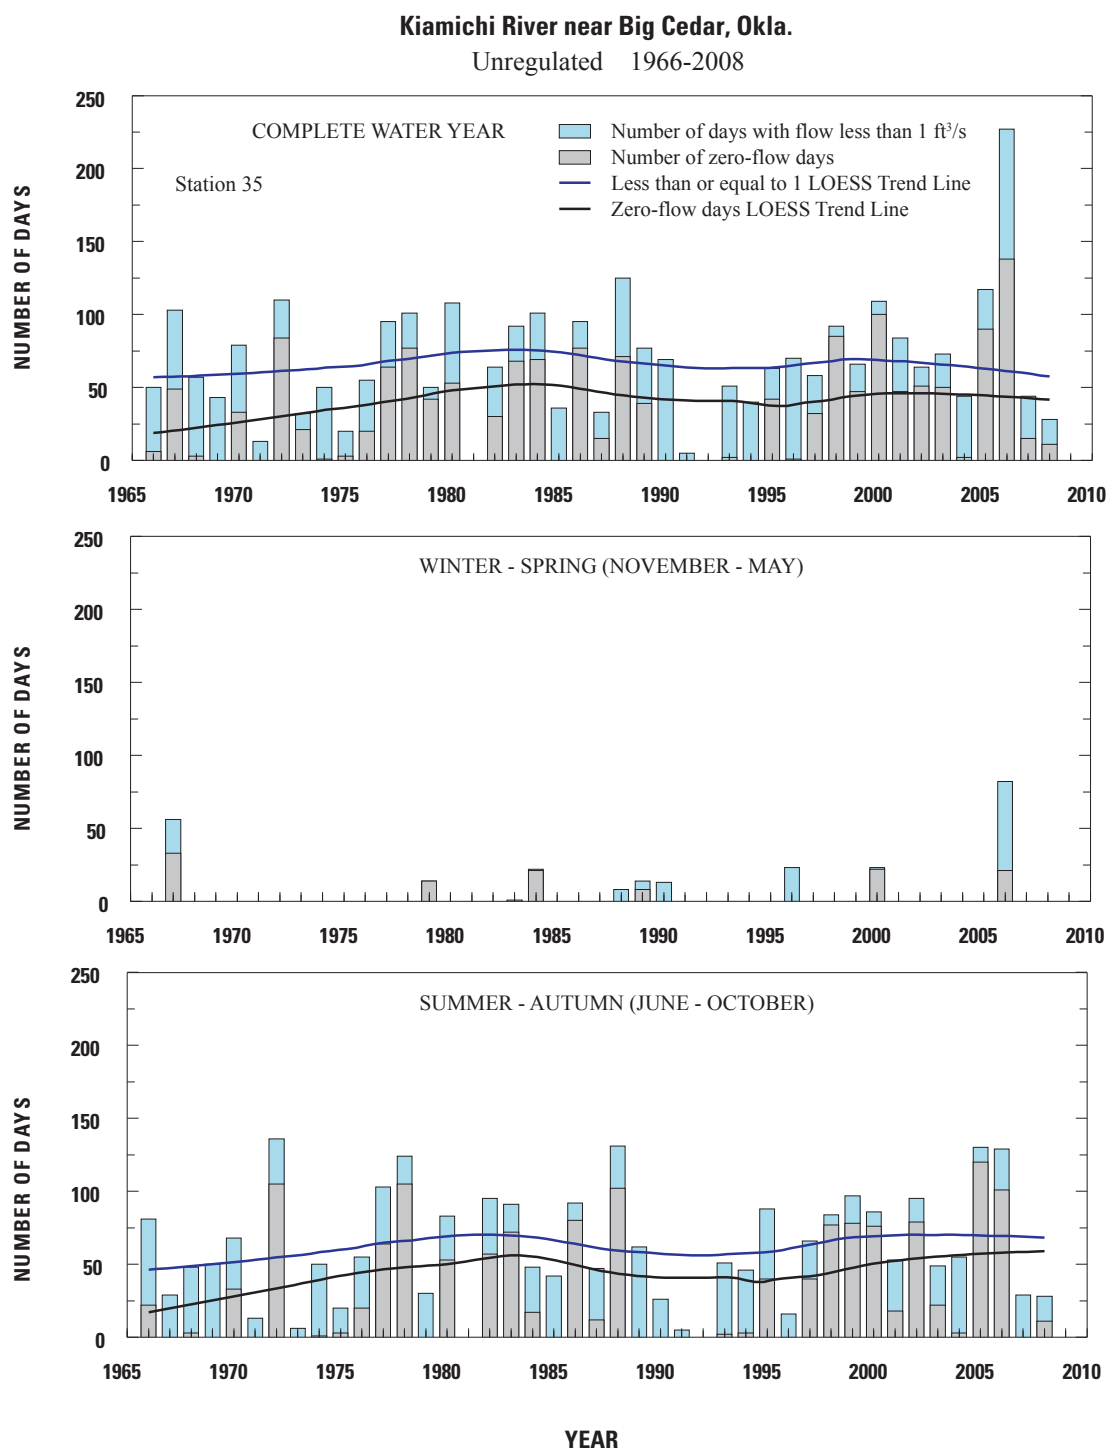 Kiamichi River near Big Cedar, Okla.
Unregulated 1966-2008
COMPLETE WATER YEAR
Station 35
Number of days with flow less than 1 ft³/s
Number of zero-flow days
Less than or equal to 1 LOESS Trend Line
Zero-flow days LOESS Trend Line
NUMBER OF DAYS
250
200
150
100
50
0
1965 1970 1975 1980 1985 1990 1995 2000 2005 2010
WINTER - SPRING (NOVEMBER - MAY)
NUMBER OF DAYS
250
200
150
100
50
0
1965 1970 1975 1980 1985 1990 1995 2000 2005 2010
SUMMER - AUTUMN (JUNE - OCTOBER)
NUMBER OF DAYS
250
200
150
100
50
0
1965 1970 1975 1980 1985 1990 1995 2000 2005 2010
YEAR